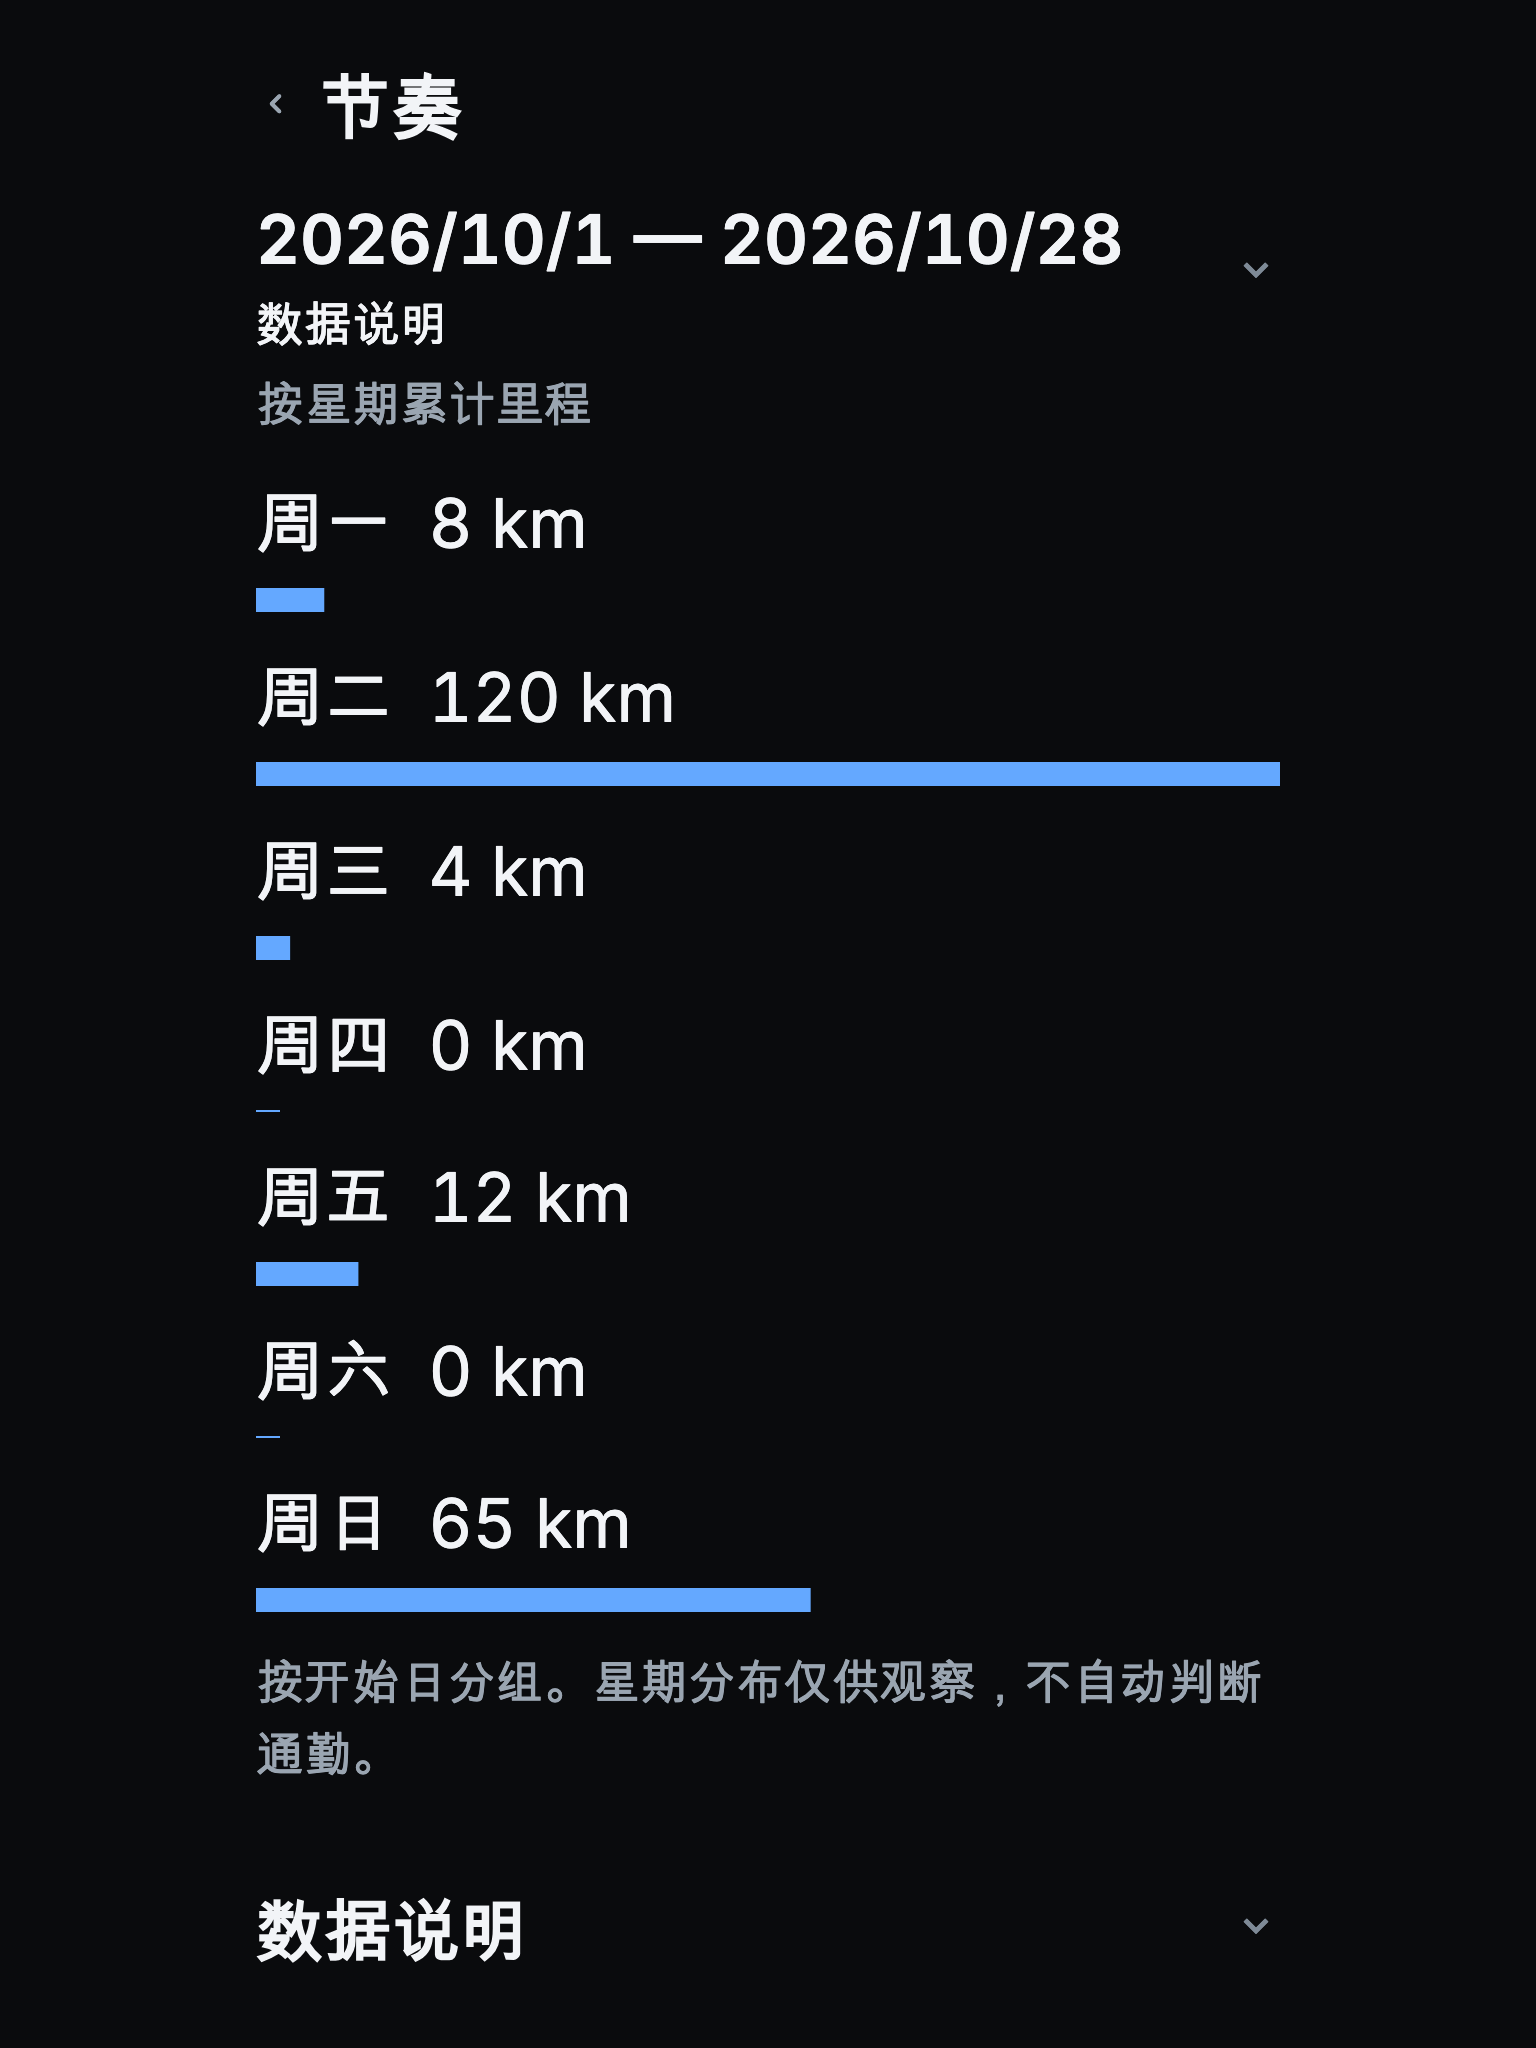 节奏
2026/10/1 — 2026/10/28
数据说明
按星期累计里程
周一 8 km
周二 120 km
周三 4 km
周四 0 km
周五 12 km
周六 0 km
周日 65 km
按开始日分组。星期分布仅供观察，不自动判断
通勤。
数据说明